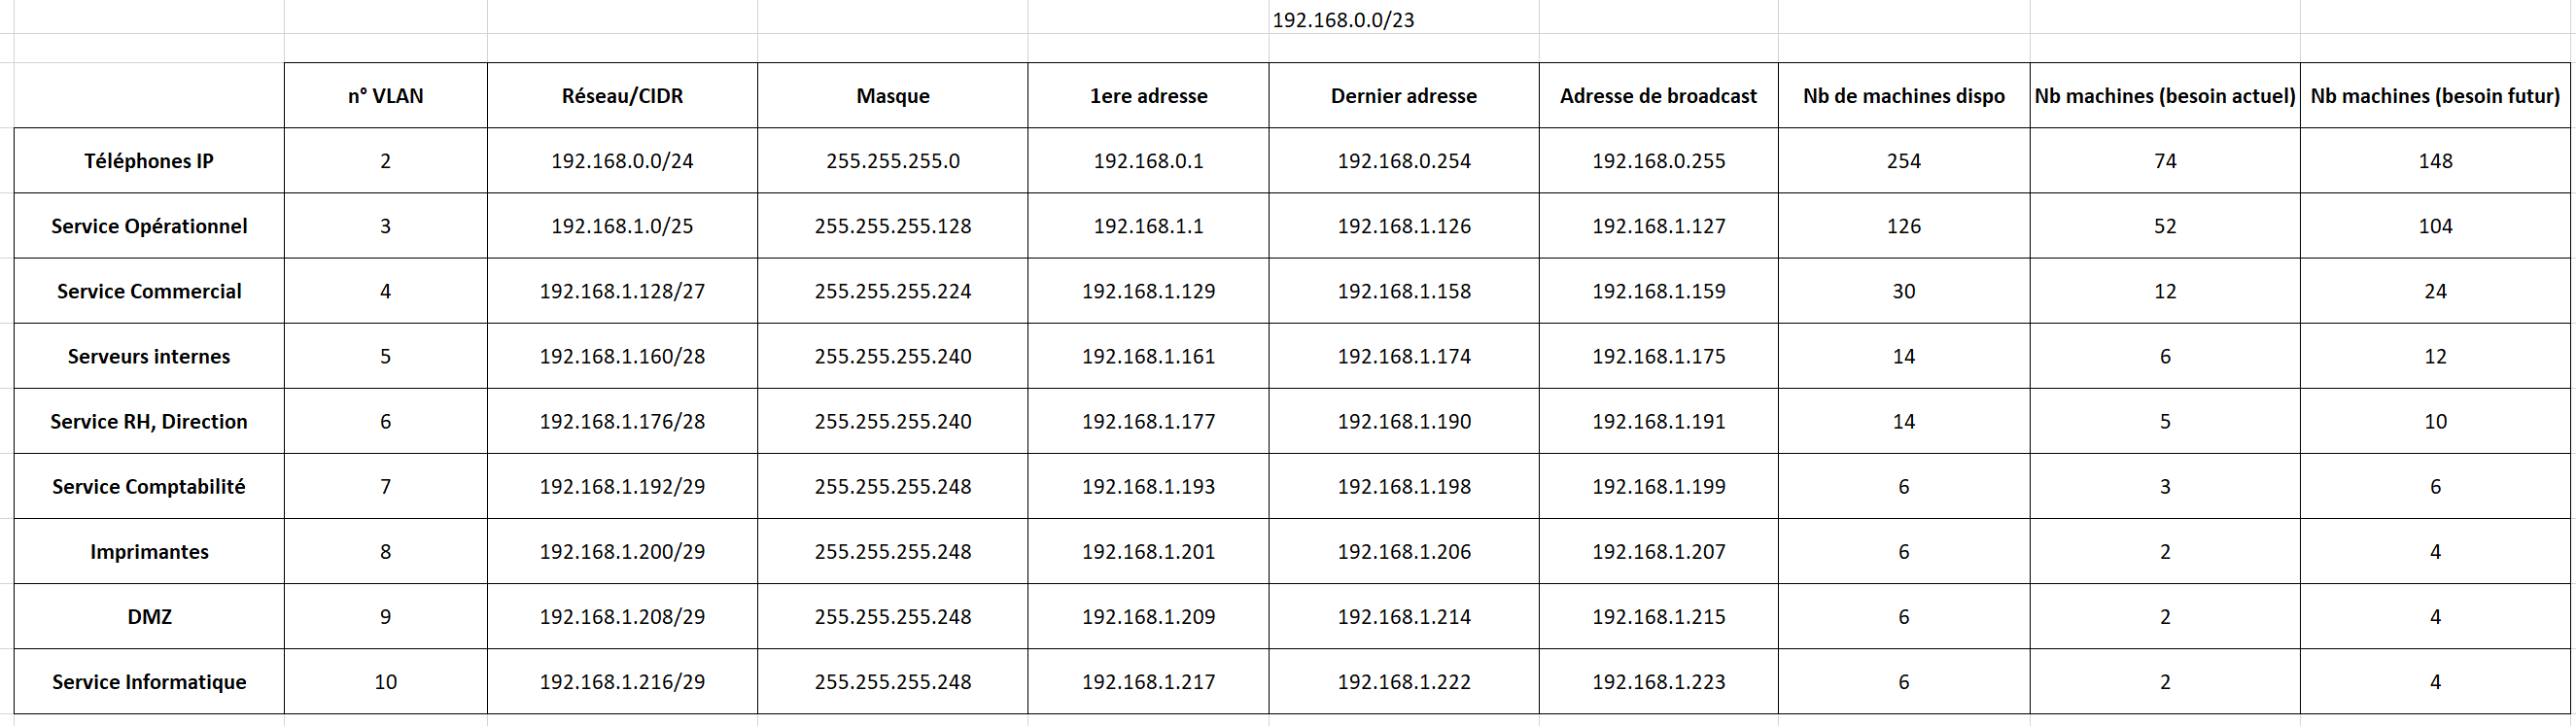 192.168.0.0/23
n° VLAN Réseau/CIDR Masque 1ere adresse Dernier adresse Adresse de broadcast Nb de machines dispo Nb machines (besoin actuel) Nb machines (besoin futur)
Téléphones IP 2 192.168.0.0/24 255.255.255.0 192.168.0.1 192.168.0.254 192.168.0.255 254 74 148
Service Opérationnel 3 192.168.1.0/25 255.255.255.128 192.168.1.1 192.168.1.126 192.168.1.127 126 52 104
Service Commercial 4 192.168.1.128/27 255.255.255.224 192.168.1.129 192.168.1.158 192.168.1.159 30 12 24
Serveurs internes 5 192.168.1.160/28 255.255.255.240 192.168.1.161 192.168.1.174 192.168.1.175 14 6 12
Service RH, Direction 6 192.168.1.176/28 255.255.255.240 192.168.1.177 192.168.1.190 192.168.1.191 14 5 10
Service Comptabilité 7 192.168.1.192/29 255.255.255.248 192.168.1.193 192.168.1.198 192.168.1.199 6 3 6
Imprimantes 8 192.168.1.200/29 255.255.255.248 192.168.1.201 192.168.1.206 192.168.1.207 6 2 4
DMZ 9 192.168.1.208/29 255.255.255.248 192.168.1.209 192.168.1.214 192.168.1.215 6 2 4
Service Informatique 10 192.168.1.216/29 255.255.255.248 192.168.1.217 192.168.1.222 192.168.1.223 6 2 4